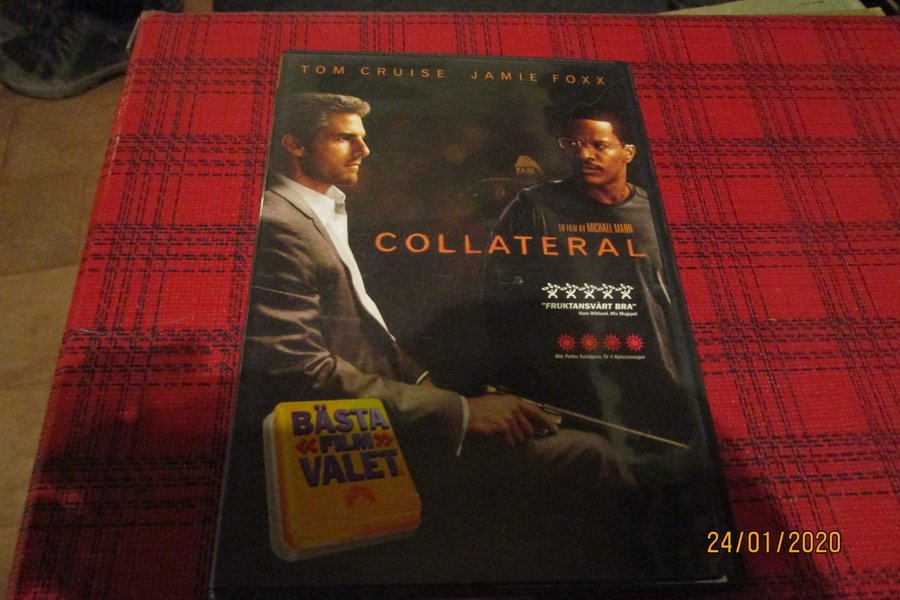 TOM CRUISE JAMIE FOXX
TAXI
EN FILM AV MICHAEL MANN
COLLATERAL
"FRUKTANSVÄRT BRA"
Hans Wiklund, Mix Megapol
Nils Petter Sundgren, TV 4 Nyhetsmorgon
BÄSTA
«FILM»
VALET
24/01/2020